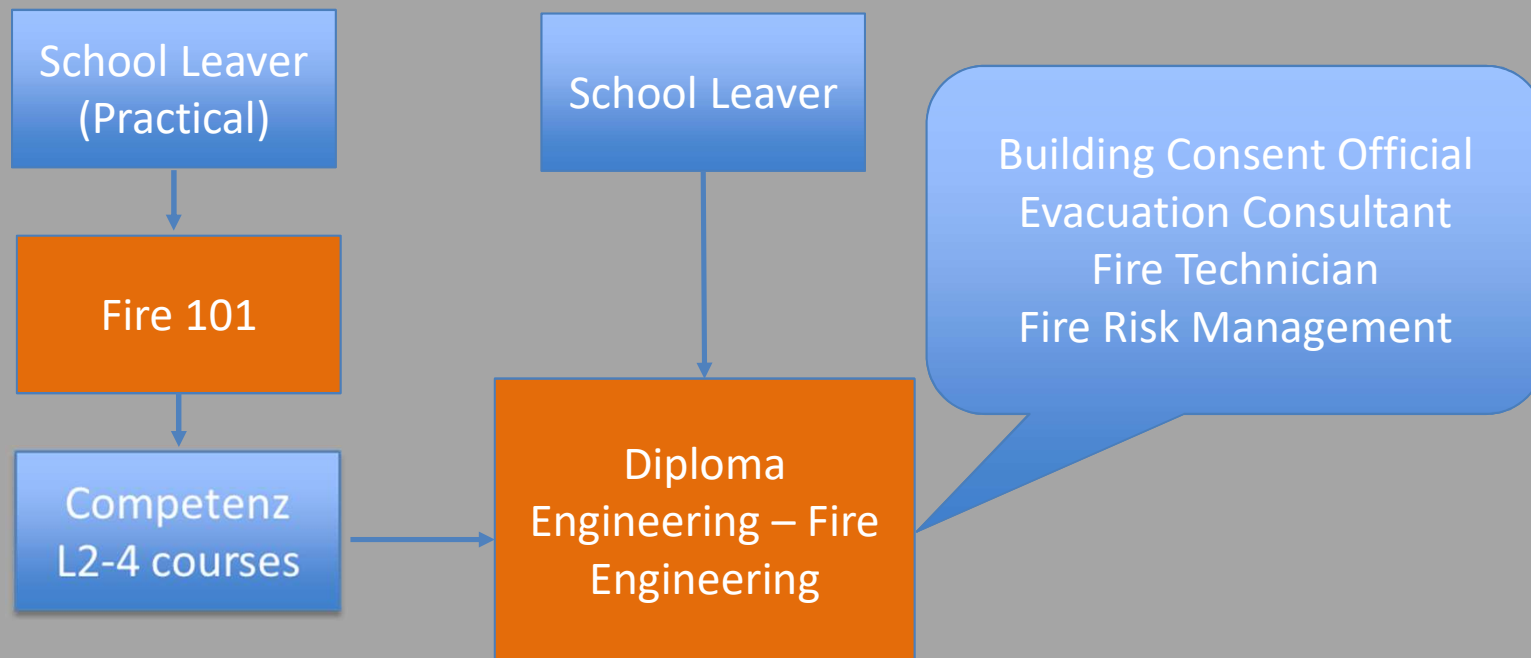 School Leaver
(Practical)
School Leaver
Building Consent Official
Evacuation Consultant
Fire Technician
Fire Risk Management
Fire 101
Competenz
L2-4 courses
Diploma
Engineering – Fire
Engineering